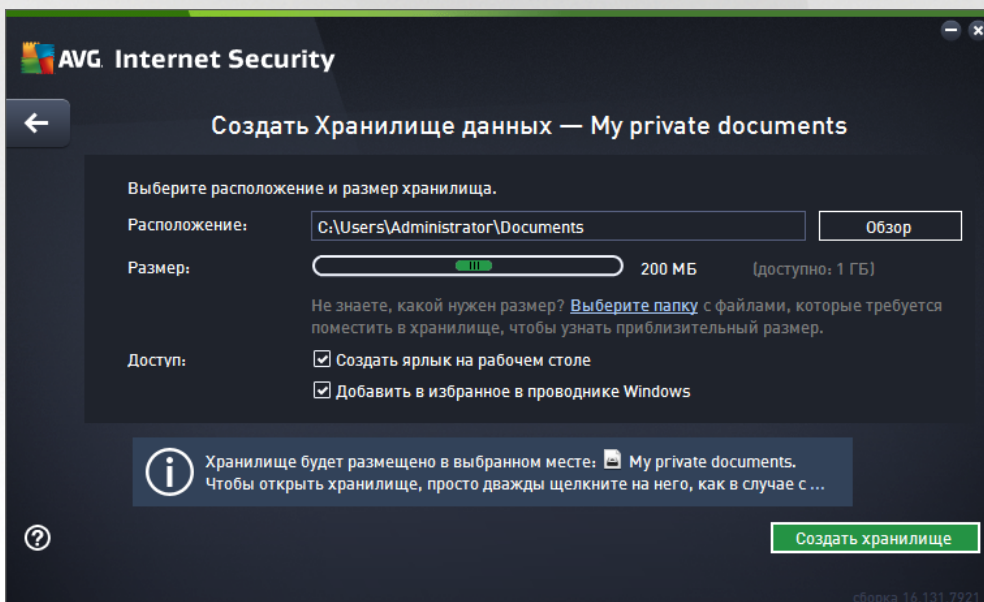 AVG Internet Security
Создать Хранилище данных — My private documents
Выберите расположение и размер хранилища.
Расположение: C:\Users\Administrator\Documents Обзор
Размер: 200 МБ (доступно: 1 ГБ)
Не знаете, какой нужен размер? Выберите папку с файлами, которые требуется
поместить в хранилище, чтобы узнать приблизительный размер.
Доступ: Создать ярлык на рабочем столе
Добавить в избранное в проводнике Windows
Хранилище будет размещено в выбранном месте: My private documents.
Чтобы открыть хранилище, просто дважды щелкните на него, как в случае с ...
Создать хранилище
сборка 16.131.7921